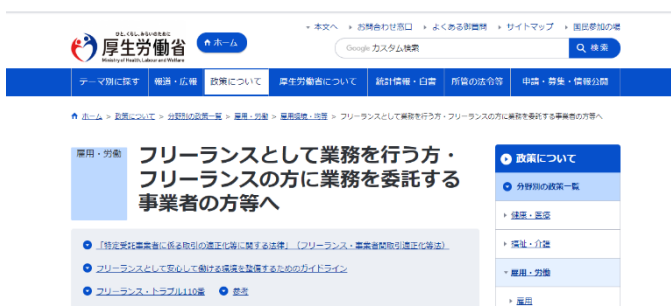 本文へ お問合わせ窓口 よくある御質問 サイトマップ 国民参加の場
ひと、くらし、みらいのために
厚生労働省
Ministry of Health, Labour and Welfare
ホーム
Google カスタム検索
検索
テーマ別に探す 報道・広報 政策について 厚生労働省について 統計情報・白書 所管の法令等 申請・募集・情報公開
ホーム > 政策について > 分野別の政策一覧 > 雇用・労働 > 雇用環境・均等 > フリーランスとして業務を行う方・フリーランスの方に業務を委託する事業者の方等へ
雇用・労働
フリーランスとして業務を行う方・
フリーランスの方に業務を委託する
事業者の方等へ
「特定受託事業者に係る取引の適正化等に関する法律」(フリーランス・事業者間取引適正化等法)
フリーランスとして安心して働ける環境を整備するためのガイドライン
フリーランス・トラブル110番 参考
政策について
分野別の政策一覧
健康・医療
福祉・介護
雇用・労働
雇用